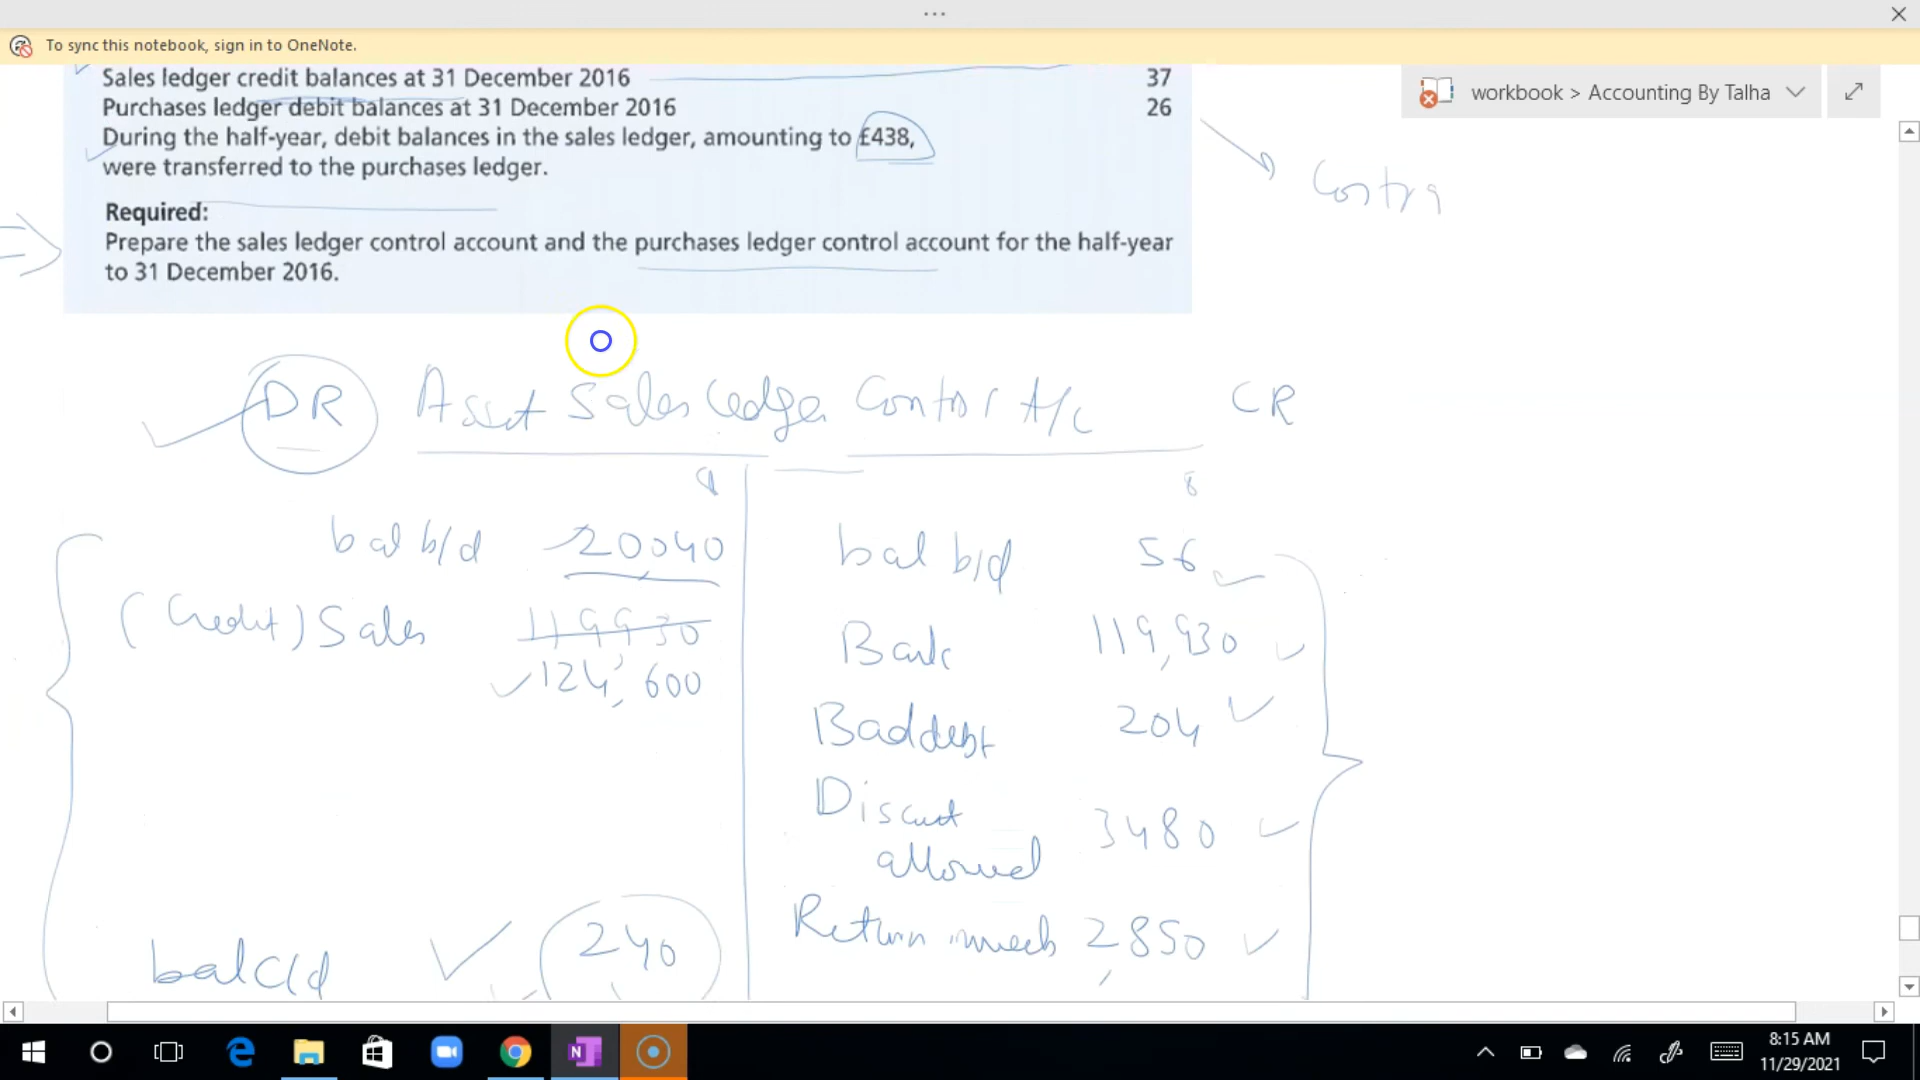 To sync this notebook, sign in to OneNote.
workbook > Accounting By Talha
Sales ledger credit balances at 31 December 2016 37
Purchases ledger debit balances at 31 December 2016 26
During the half-year, debit balances in the sales ledger, amounting to £438,
were transferred to the purchases ledger.
Contra
Required:
Prepare the sales ledger control account and the purchases ledger control account for the half-year
to 31 December 2016.
DR Asset Sales Ledger Control A/c CR
bal b/d 20040 bal b/d 56
(Credit) Sales 119930
Bank 119,930
124,600
Bad debt 204
Discount
allowed 3480
Return 2,850
bal c/d 240
N
8:15 AM
11/29/2021